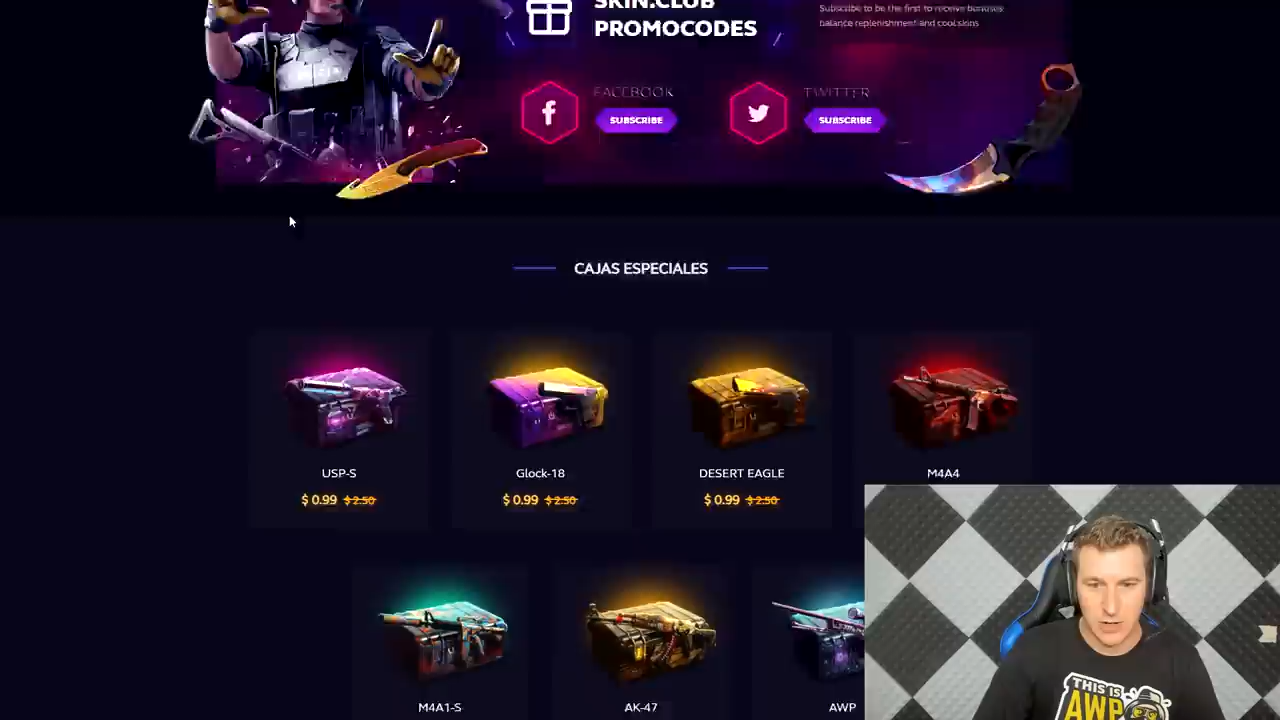 SKIN.CLUB
PROMOCODES
Subscribe to be the first to receive bonuses
balance replenishment and cool skins
FACEBOOK
SUBSCRIBE
TWITTER
SUBSCRIBE
CAJAS ESPECIALES
USP-S
$ 0.99 $ 2.50
Glock-18
$ 0.99 $ 2.50
DESERT EAGLE
$ 0.99 $ 2.50
M4A4
M4A1-S
AK-47
AWP
THIS IS
AWP